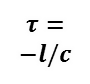 τ =
−l/c